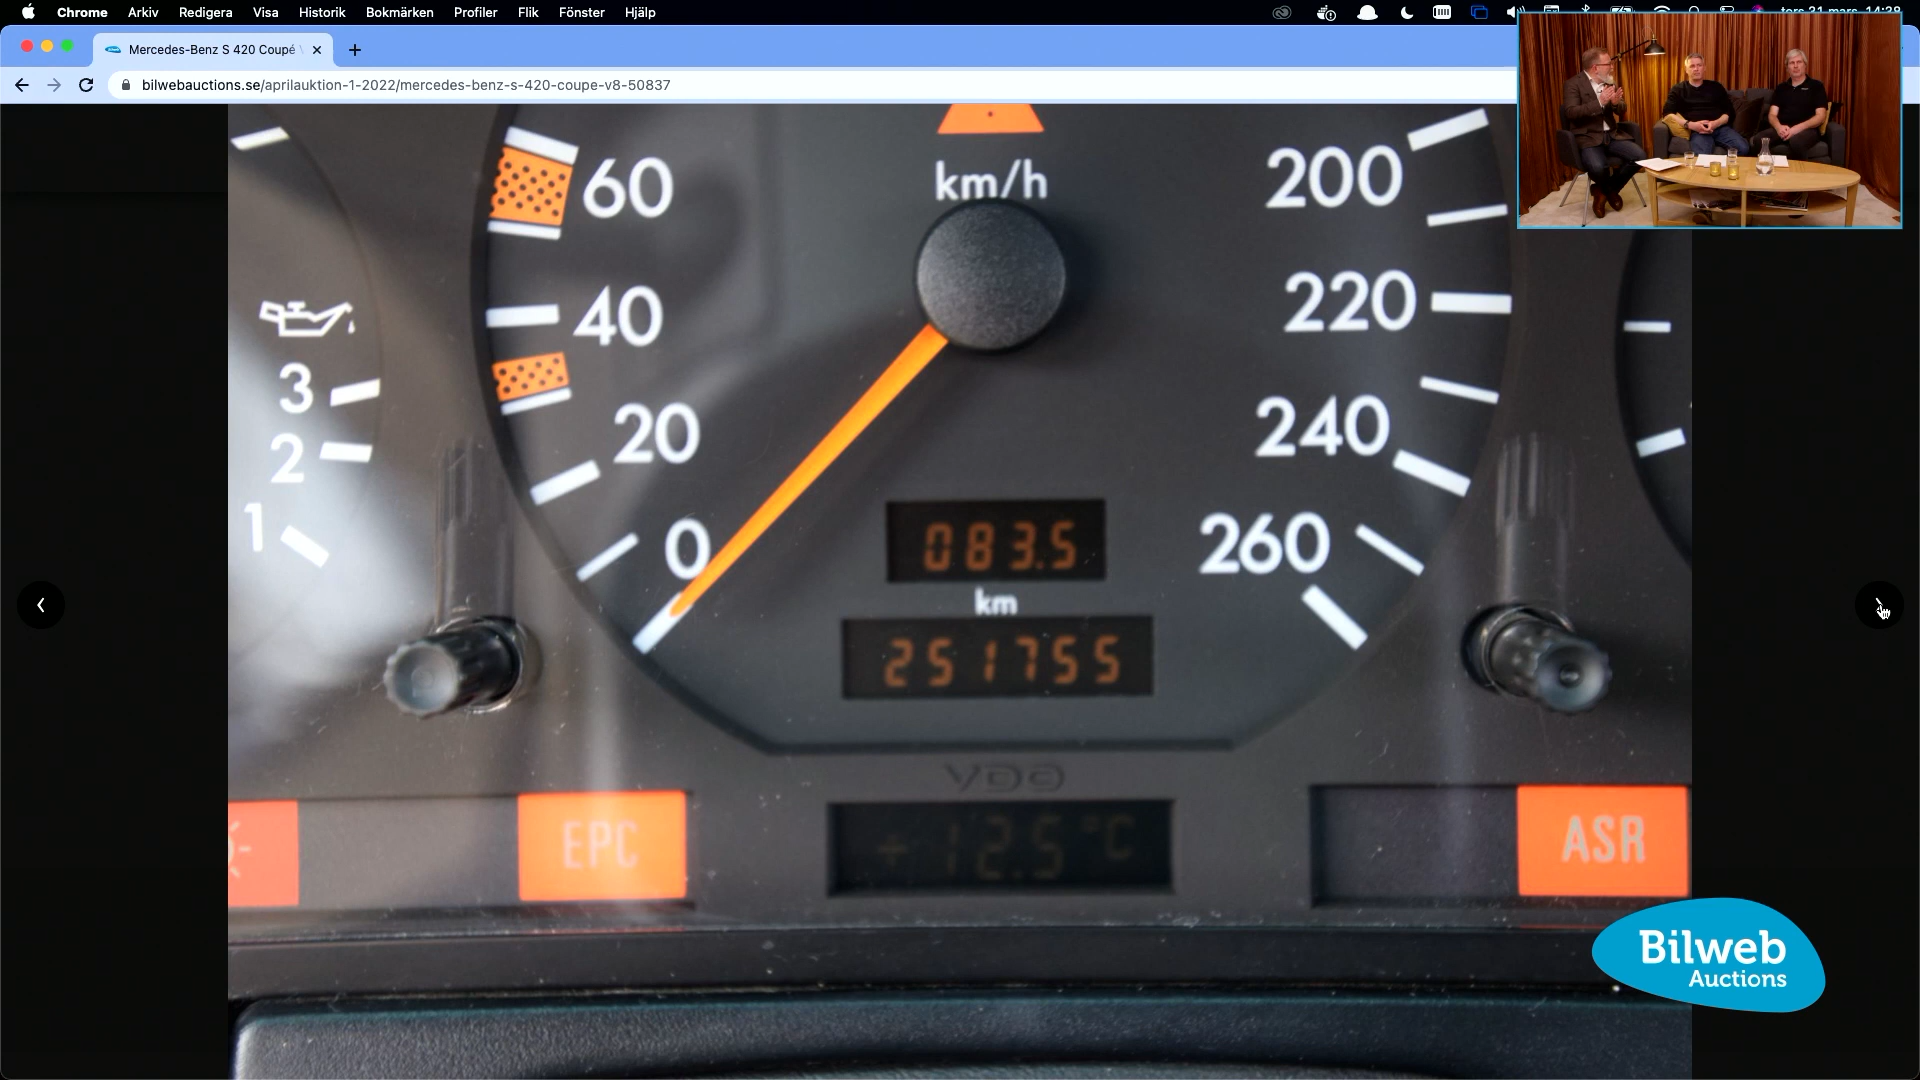 Chrome Arkiv Redigera Visa Historik Bokmärken Profiler Flik Fönster Hjälp
Mercedes-Benz S 420 Coupé
bilwebauctions.se/aprilauktion-1-2022/mercedes-benz-s-420-coupe-v8-50837
60
km/h
200
40
220
3
20
240
2
1
0
083.5
260
km
251755
VDO
EPC
+12.5°C
ASR
Bilweb
Auctions